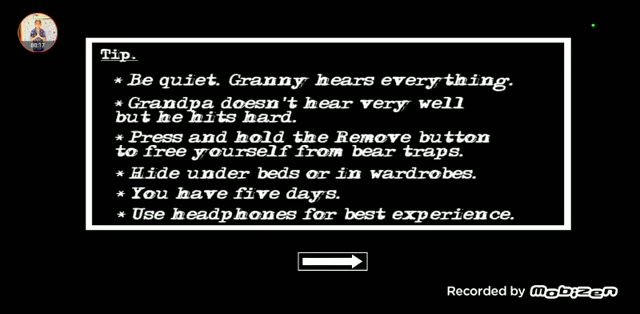 00:17
Tip.
* Be quiet. Granny hears everything.
* Grandpa doesn't hear very well
but he hits hard.
* Press and hold the Remove button
to free yourself from bear traps.
* Hide under beds or in wardrobes.
* You have five days.
* Use headphones for best experience.
Recorded by Mobizen